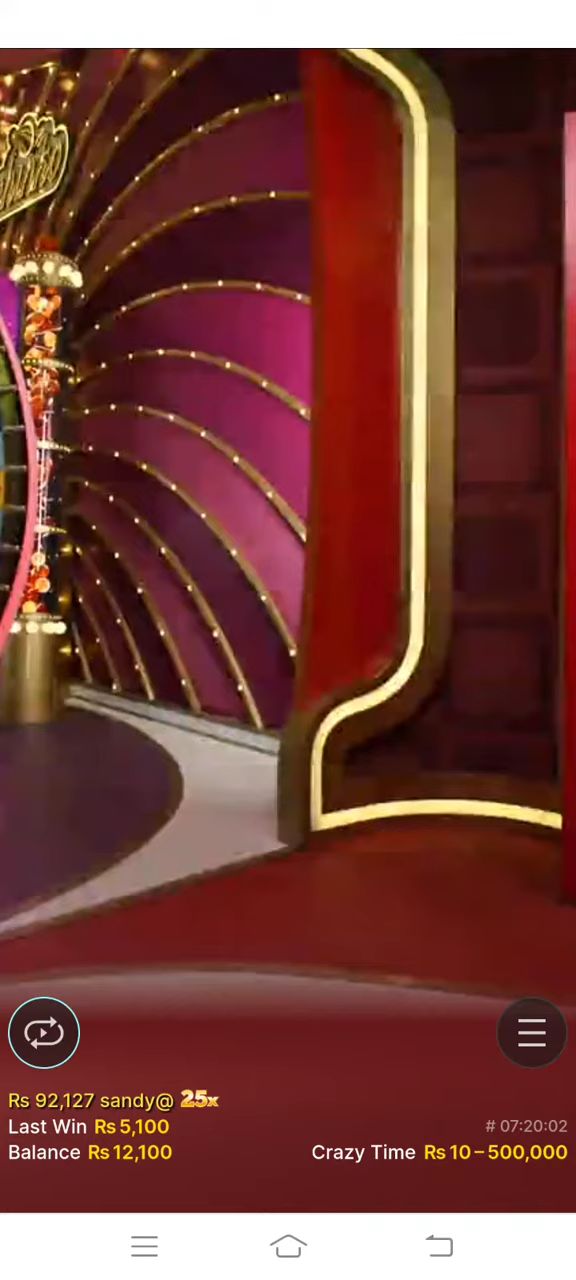 Rs 92,127 sandy@ 25x
Last Win Rs 5,100
# 07:20:02
Balance Rs 12,100
Crazy Time Rs 10 – 500,000